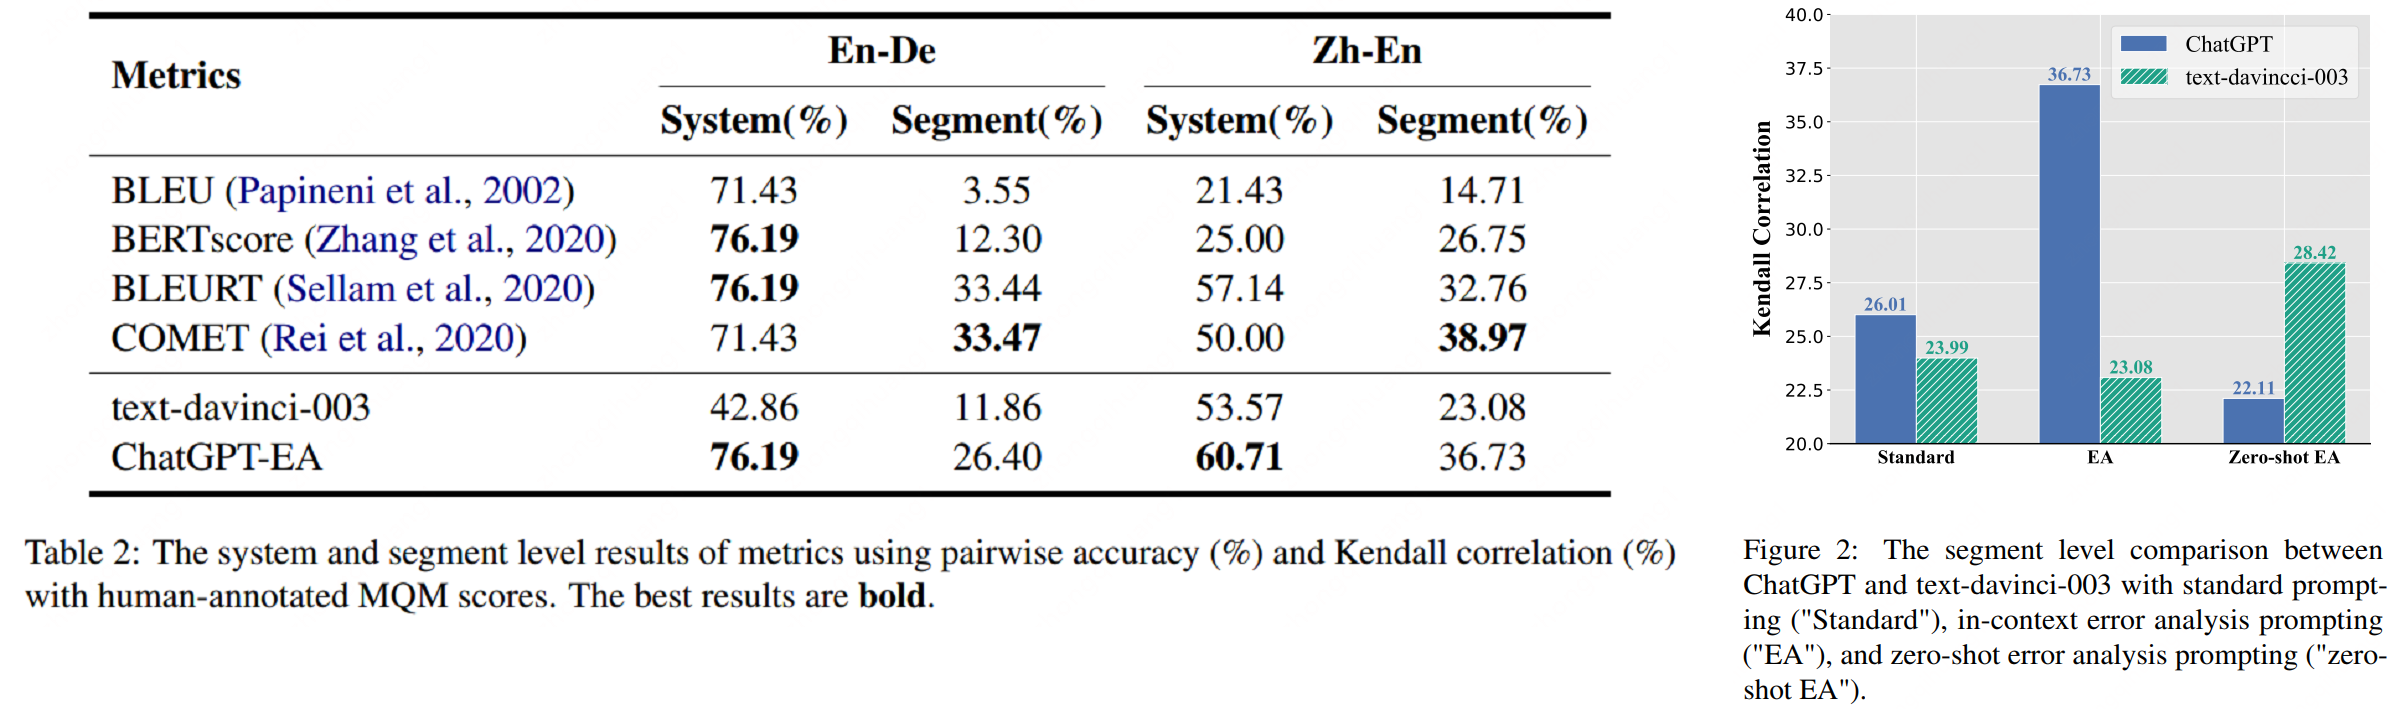 Metrics En-De Zh-En
System(%) Segment(%) System(%) Segment(%)
BLEU (Papineni et al., 2002) 71.43 3.55 21.43 14.71
BERTscore (Zhang et al., 2020) 76.19 12.30 25.00 26.75
BLEURT (Sellam et al., 2020) 76.19 33.44 57.14 32.76
COMET (Rei et al., 2020) 71.43 33.47 50.00 38.97
text-davinci-003 42.86 11.86 53.57 23.08
ChatGPT-EA 76.19 26.40 60.71 36.73
Table 2: The system and segment level results of metrics using pairwise accuracy (%) and Kendall correlation (%)
with human-annotated MQM scores. The best results are bold.
Kendall Correlation
40.0
37.5
35.0
32.5
30.0
27.5
25.0
22.5
20.0
ChatGPT
text-davincci-003
26.01
23.99
36.73
23.08
22.11
28.42
Standard EA Zero-shot EA
Figure 2: The segment level comparison between
ChatGPT and text-davinci-003 with standard prompt-
ing ("Standard"), in-context error analysis prompting
("EA"), and zero-shot error analysis prompting ("zero-
shot EA").